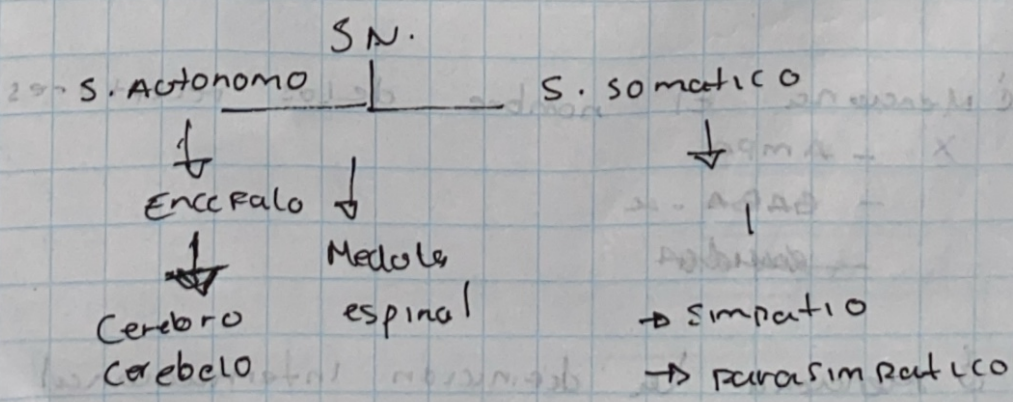 SN.
S. Autonomo
S. somatico
Encefalo
Medula
espinal
Cerebro
Cerebelo
simpatio
parasimpatico